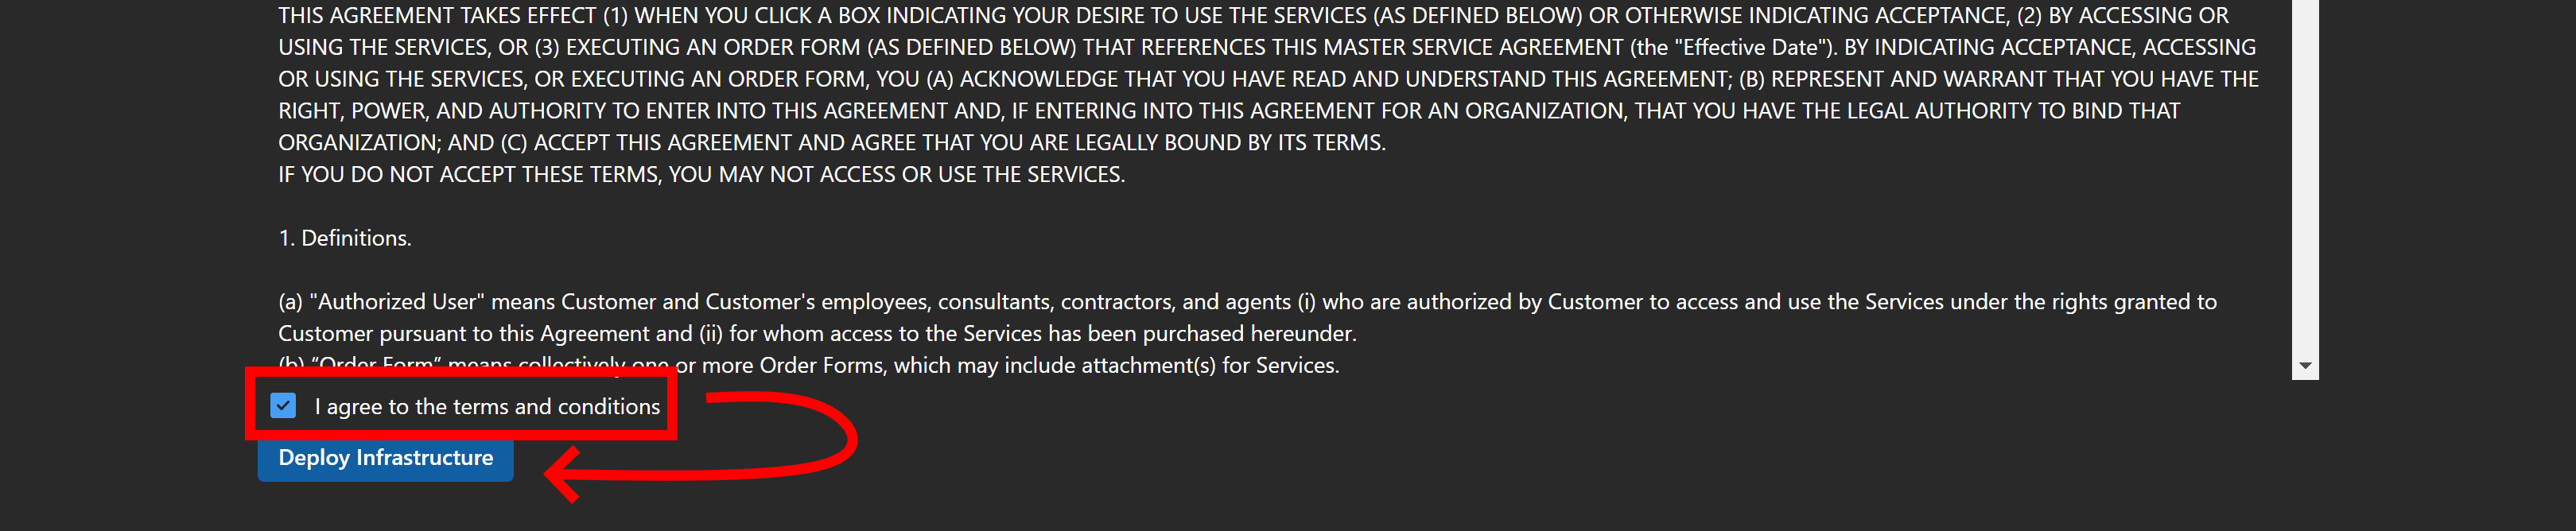 THIS AGREEMENT TAKES EFFECT (1) WHEN YOU CLICK A BOX INDICATING YOUR DESIRE TO USE THE SERVICES (AS DEFINED BELOW) OR OTHERWISE INDICATING ACCEPTANCE, (2) BY ACCESSING OR
USING THE SERVICES, OR (3) EXECUTING AN ORDER FORM (AS DEFINED BELOW) THAT REFERENCES THIS MASTER SERVICE AGREEMENT (the "Effective Date"). BY INDICATING ACCEPTANCE, ACCESSING
OR USING THE SERVICES, OR EXECUTING AN ORDER FORM, YOU (A) ACKNOWLEDGE THAT YOU HAVE READ AND UNDERSTAND THIS AGREEMENT; (B) REPRESENT AND WARRANT THAT YOU HAVE THE
RIGHT, POWER, AND AUTHORITY TO ENTER INTO THIS AGREEMENT AND, IF ENTERING INTO THIS AGREEMENT FOR AN ORGANIZATION, THAT YOU HAVE THE LEGAL AUTHORITY TO BIND THAT
ORGANIZATION; AND (C) ACCEPT THIS AGREEMENT AND AGREE THAT YOU ARE LEGALLY BOUND BY ITS TERMS.
IF YOU DO NOT ACCEPT THESE TERMS, YOU MAY NOT ACCESS OR USE THE SERVICES.
1. Definitions.
(a) "Authorized User" means Customer and Customer's employees, consultants, contractors, and agents (i) who are authorized by Customer to access and use the Services under the rights granted to
Customer pursuant to this Agreement and (ii) for whom access to the Services has been purchased hereunder.
(b) “Order Form” means collectively one or more Order Forms, which may include attachment(s) for Services.
I agree to the terms and conditions
Deploy Infrastructure